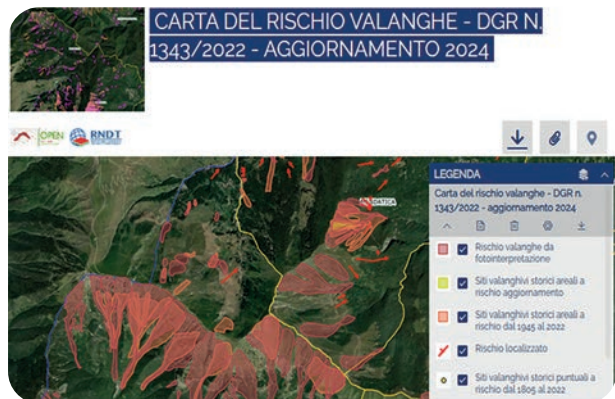 CARTA DEL RISCHIO VALANGHE - DGR N.
1343/2022 - AGGIORNAMENTO 2024
OPEN
RNDT
LEGENDA
Carta del rischio valanghe - DGR n.
1343/2022 - aggiornamento 2024
Rischio valanghe da
fotointerpretazione
Siti valanghivi storici areali a
rischio aggiornamento
Siti valanghivi storici areali a
rischio dal 1945 al 2022
Rischio localizzato
Siti valanghivi storici puntuali a
rischio dal 1805 al 2022